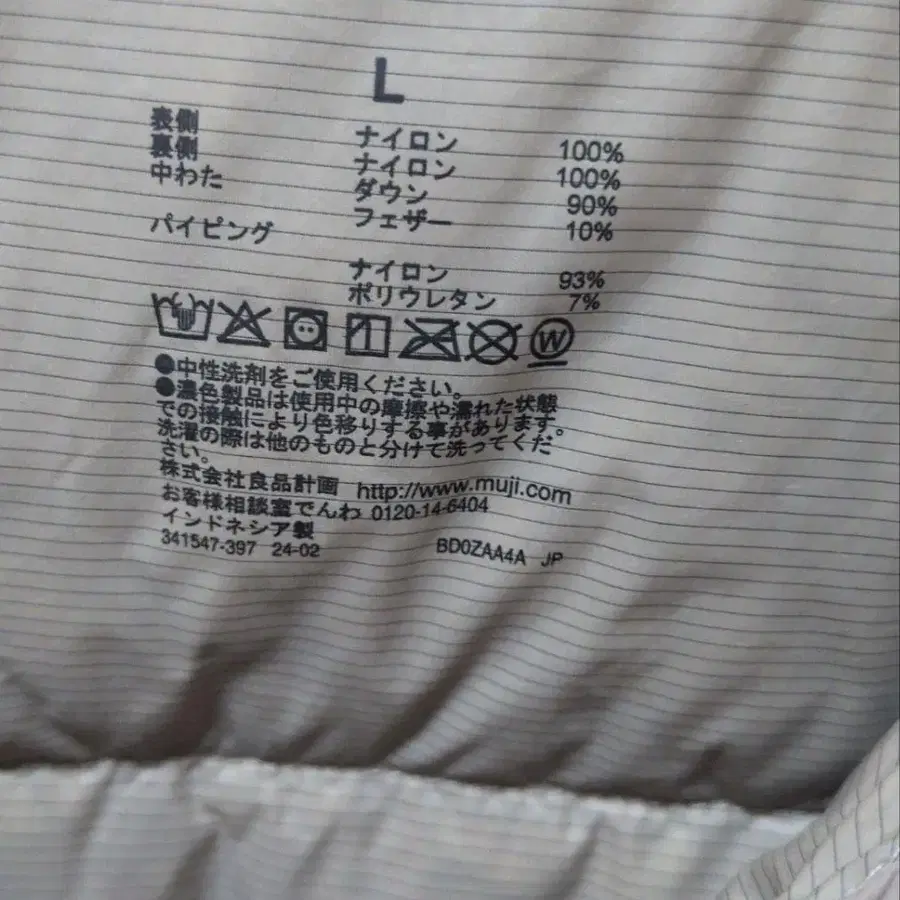 L
表側 ナイロン 100%
裏側 ナイロン 100%
中わた ダウン 90%
フェザー 10%
パイピング
ナイロン 93%
ポリウレタン 7%
W
●中性洗剤をご使用ください。
●濃色製品は使用中の摩擦や濡れた状態
での接触により色移りする事があります。
洗濯の際は他のものと分けて洗ってくだ
さい。
株式会社良品計画 http://www.muji.com
お客様相談室でんわ 0120-14-6404
インドネシア製
341547-397 24-02 BD0ZAA4A JP